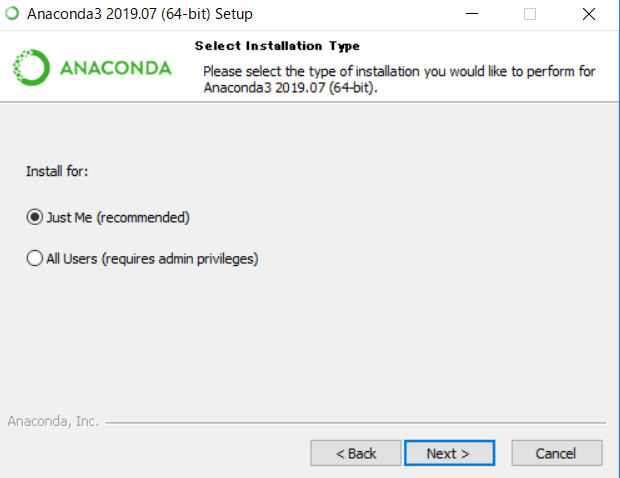 Anaconda3 2019.07 (64-bit) Setup
ANACONDA
Select Installation Type
Please select the type of installation you would like to perform for
Anaconda3 2019.07 (64-bit).
Install for:
Just Me (recommended)
All Users (requires admin privileges)
Anaconda, Inc.
< Back
Next >
Cancel